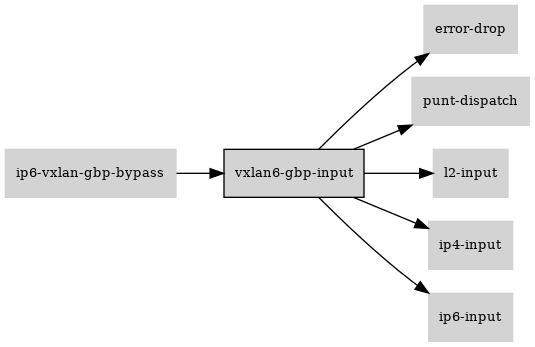 error-drop
punt-dispatch
ip6-vxlan-gbp-bypass
vxlan6-gbp-input
l2-input
ip4-input
ip6-input